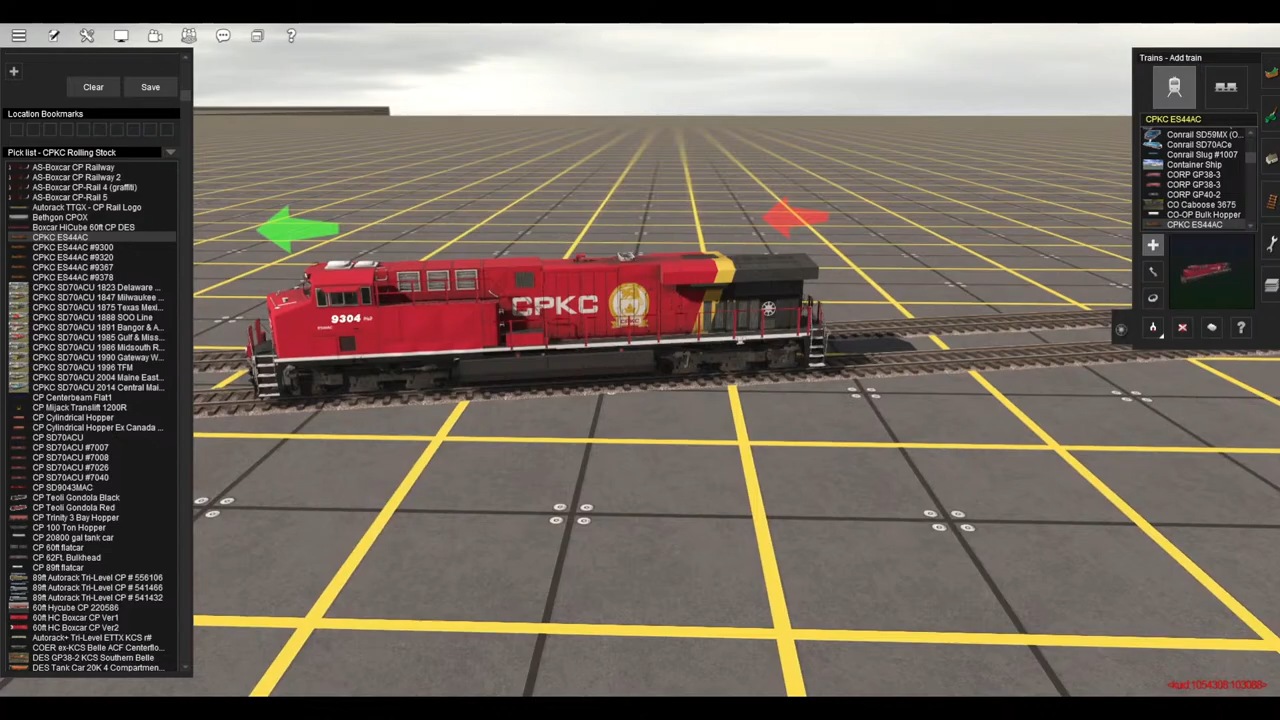 Clear
Save
Location Bookmarks
Pick list - CPKC Rolling Stock
AS-Boxcar CP Railway
AS-Boxcar CP Railway 2
AS-Boxcar CP-Rail 4 (graffiti)
AS-Boxcar CP-Rail 5
Autorack TTGX - CP Rail Logo
Bethgon CPOX
Boxcar HiCube 60ft CP DES
CPKC ES44AC
CPKC ES44AC #9300
CPKC ES44AC #9320
CPKC ES44AC #9367
CPKC ES44AC #9378
CPKC SD70ACU 1823 Delaware ...
CPKC SD70ACU 1847 Milwaukee ...
CPKC SD70ACU 1875 Texas Mexi...
CPKC SD70ACU 1888 SOO Line
CPKC SD70ACU 1891 Bangor & A...
CPKC SD70ACU 1985 Gulf & Miss...
CPKC SD70ACU 1986 Midsouth R...
CPKC SD70ACU 1990 Gateway W...
CPKC SD70ACU 1996 TFM
CPKC SD70ACU 2004 Maine East...
CPKC SD70ACU 2014 Central Mai...
CP Centerbeam Flat1
CP Mijack Translift 1200R
CP Cylindrical Hopper
CP Cylindrical Hopper Ex Canada ...
CP SD70ACU
CP SD70ACU #7007
CP SD70ACU #7008
CP SD70ACU #7026
CP SD70ACU #7040
CP SD9043MAC
CP Teoli Gondola Black
CP Teoli Gondola Red
CP Trinity 3 Bay Hopper
CP 100 Ton Hopper
CP 20800 gal tank car
CP 60ft flatcar
CP 62Ft. Bulkhead
CP 89ft flatcar
89ft Autorack Tri-Level CP # 556106
89ft Autorack Tri-Level CP # 541466
89ft Autorack Tri-Level CP # 541432
60ft Hycube CP 220586
60ft HC Boxcar CP Ver1
60ft HC Boxcar CP Ver2
Autorack+ Tri-Level ETTX KCS r#
COER ex-KCS Belle ACF Centerflo...
DES GP38-2 KCS Southern Belle
DES Tank Car 20K 4 Compartmen...
9304
CPKC
Trains - Add train
CPKC ES44AC
Conrail SD59MX (O...
Conrail SD70ACe
Conrail Slug #1007
Container Ship
CORP GP38-3
CORP GP38-3
CORP GP40-2
CO Caboose 3675
CO-OP Bulk Hopper
CPKC ES44AC
<kuid:1054308:103088>